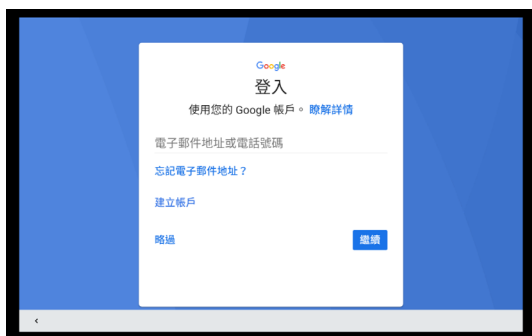 Google
登入
使用您的 Google 帳戶。 瞭解詳情
電子郵件地址或電話號碼
忘記電子郵件地址？
建立帳戶
略過
繼續